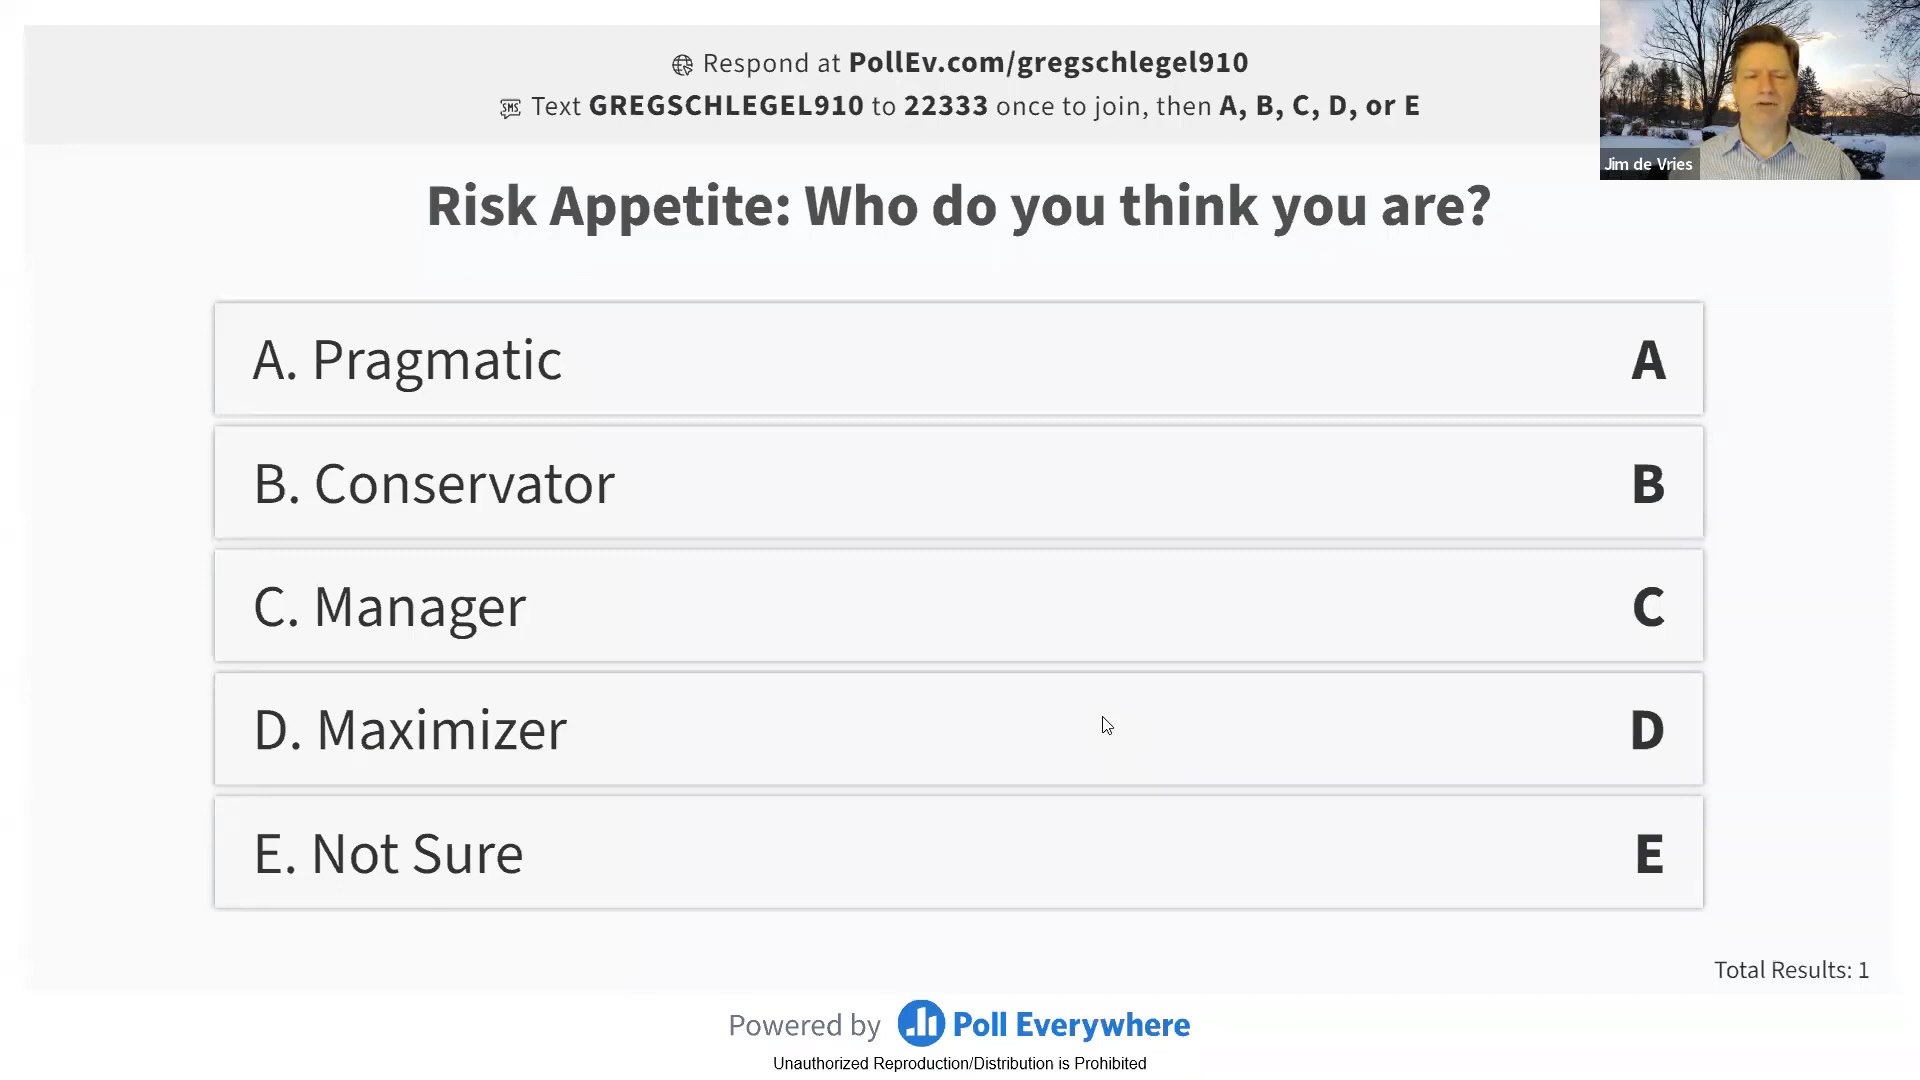 Respond at PollEv.com/gregschlegel910
SMS Text GREGSCHLEGEL910 to 22333 once to join, then A, B, C, D, or E
Jim de Vries
Risk Appetite: Who do you think you are?
A. Pragmatic A
B. Conservator B
C. Manager C
D. Maximizer D
E. Not Sure E
Total Results: 1
Powered by Poll Everywhere
Unauthorized Reproduction/Distribution is Prohibited